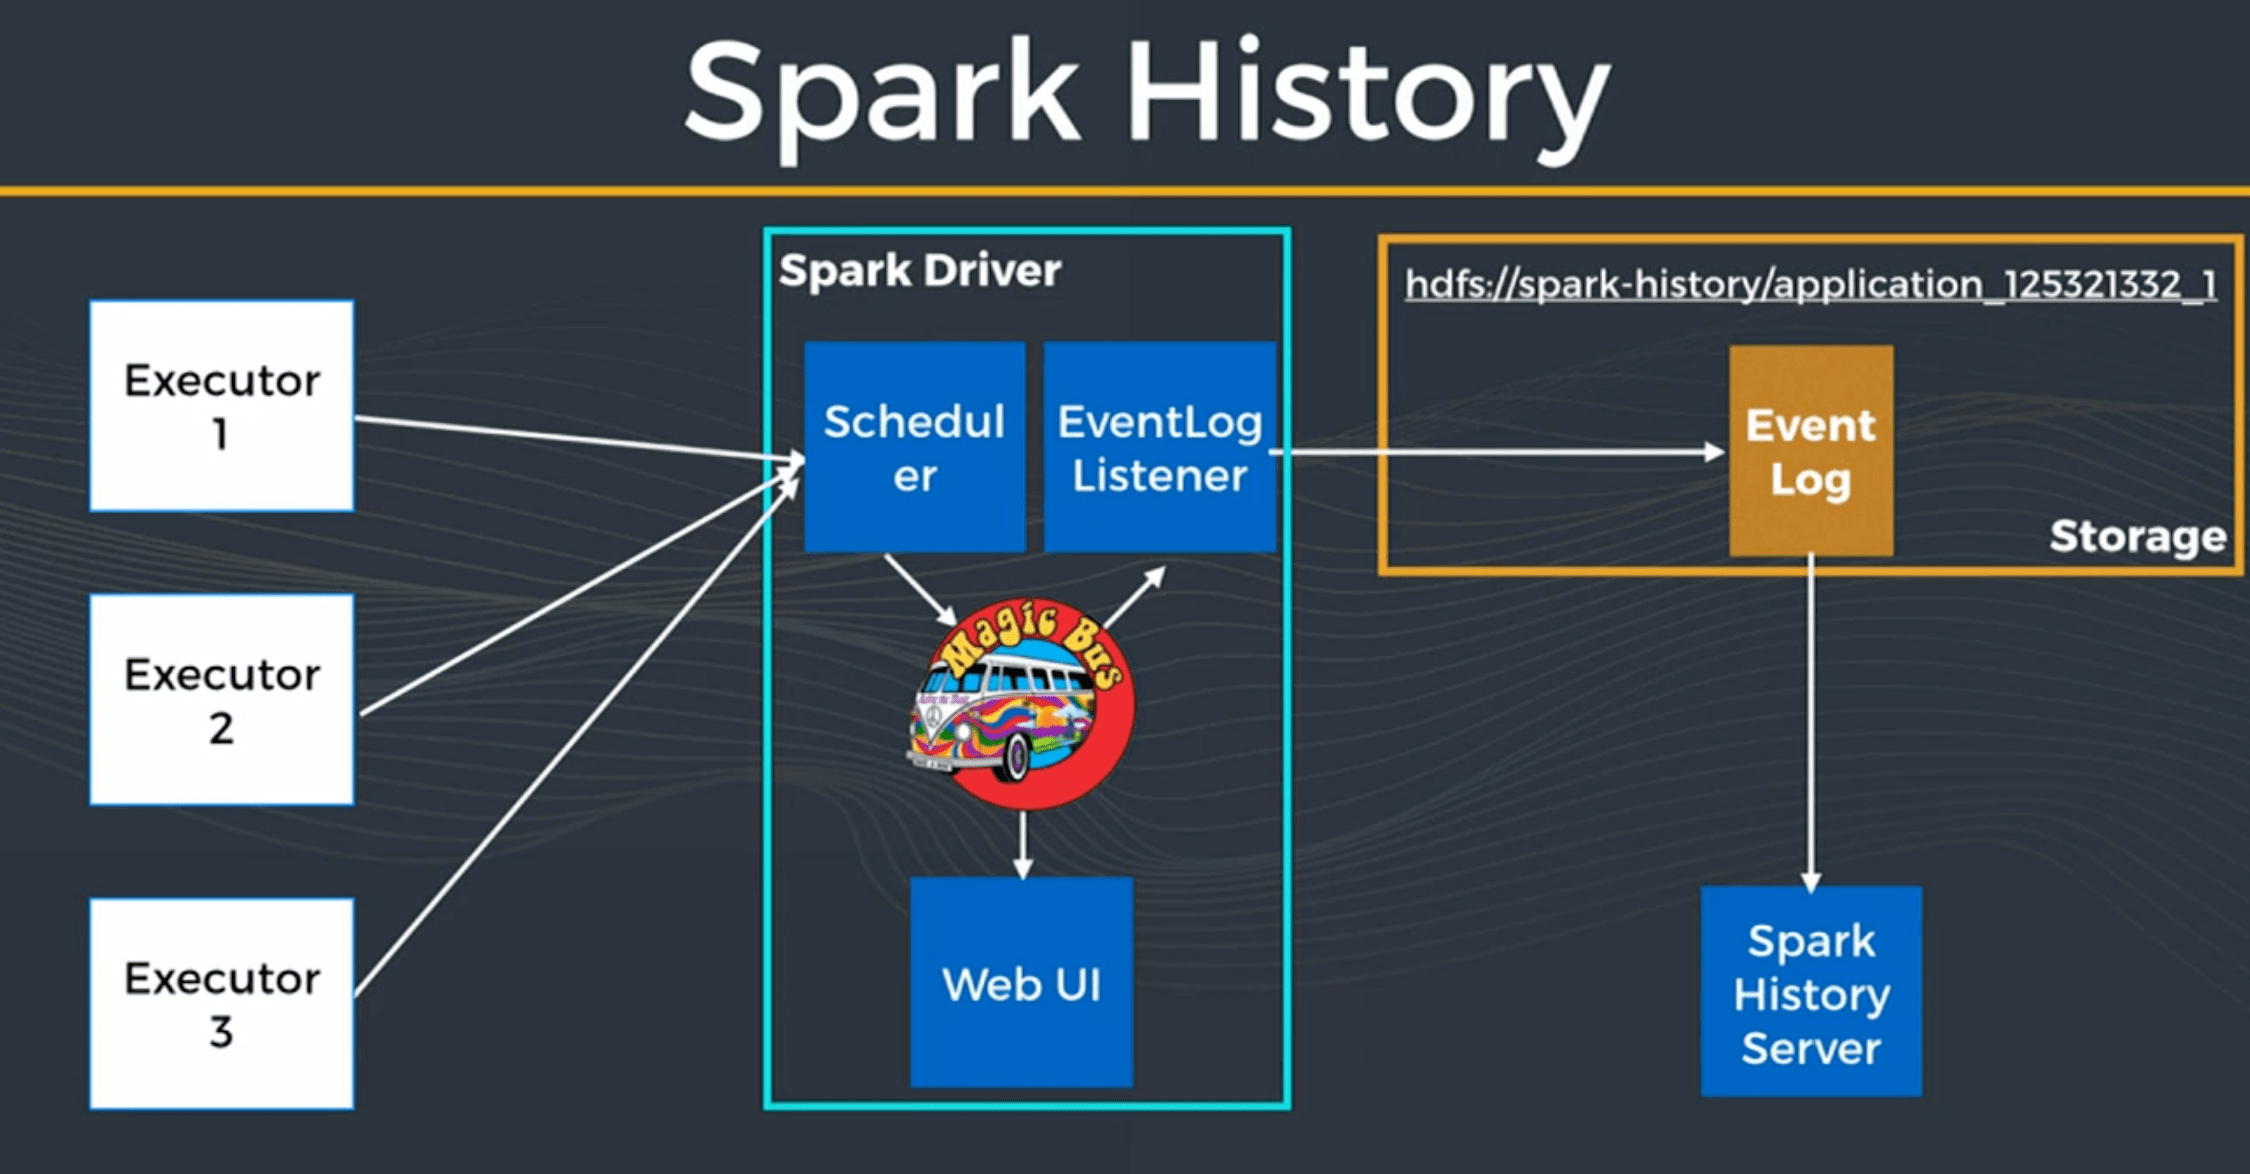 Spark History
Spark Driver
hdfs://spark-history/application_125321332_1
Executor
1
Schedul
er
EventLog
Listener
Event
Log
Storage
Executor
2
Magic Bus
Executor
3
Web UI
Spark
History
Server